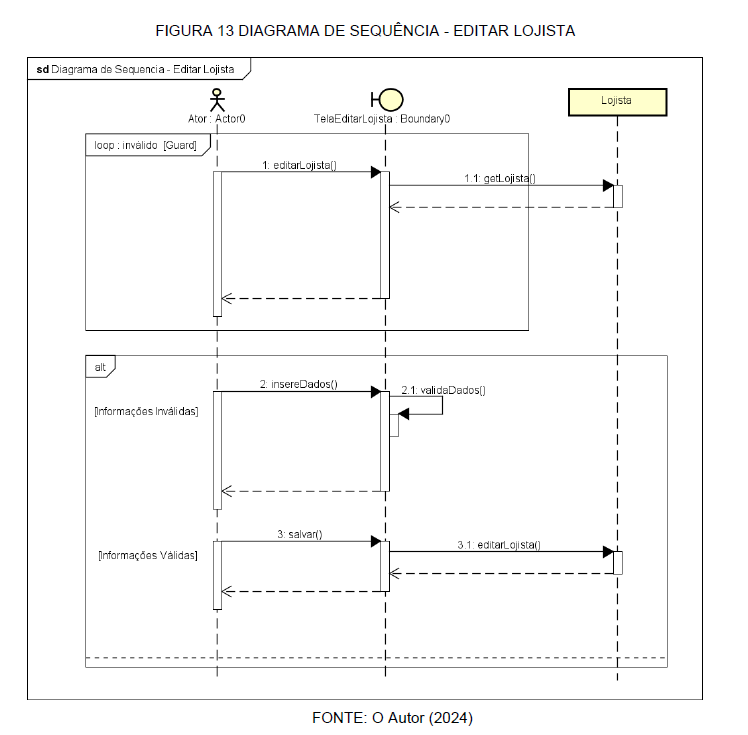 FIGURA 13 DIAGRAMA DE SEQUÊNCIA - EDITAR LOJISTA
sd Diagrama de Sequencia - Editar Lojista
Ator : Actor0
TelaEditarLojista : Boundary0
Lojista
loop : inválido [Guard]
1: editarLojista()
1.1: getLojista()
alt
2: insereDados()
2.1: validaDados()
[Informações Inválidas]
3: salvar()
3.1: editarLojista()
[Informações Válidas]
FONTE: O Autor (2024)